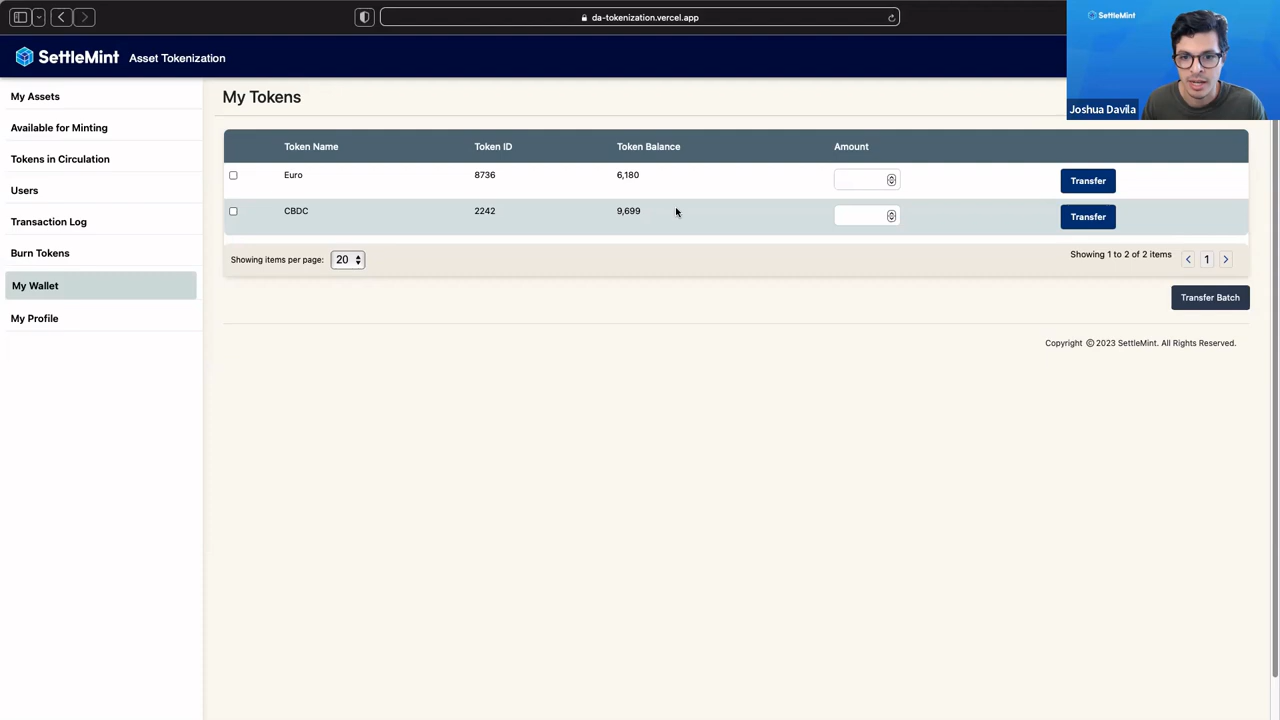 da-tokenization.vercel.app
SettleMint
SettleMint Asset Tokenization
Joshua Davila
My Assets
Available for Minting
Tokens in Circulation
Users
Transaction Log
Burn Tokens
My Wallet
My Profile
My Tokens
Token Name Token ID Token Balance Amount
Euro 8736 6,180 Transfer
CBDC 2242 9,699 Transfer
Showing items per page: 20 Showing 1 to 2 of 2 items 1
Transfer Batch
Copyright © 2023 SettleMint. All Rights Reserved.